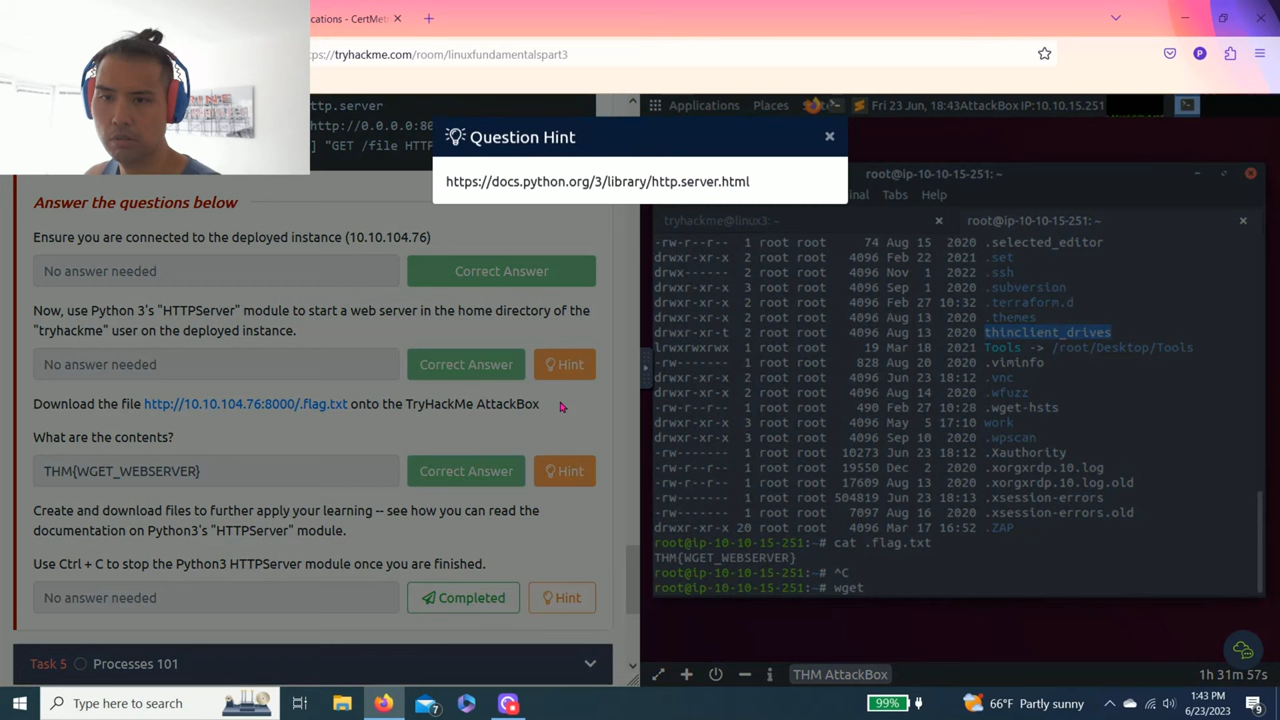 ications - CertMet
tps://tryhackme.com/room/linuxfundamentalspart3
ttp.server
http://0.0.0.0:80
] "GET /file HTTP
Question Hint
https://docs.python.org/3/library/http.server.html
Answer the questions below
Ensure you are connected to the deployed instance (10.10.104.76)
No answer needed
Correct Answer
Now, use Python 3's "HTTPServer" module to start a web server in the home directory of the
"tryhackme" user on the deployed instance.
No answer needed
Correct Answer
Hint
Download the file http://10.10.104.76:8000/.flag.txt onto the TryHackMe AttackBox
What are the contents?
THM{WGET_WEBSERVER}
Correct Answer
Hint
Create and download files to further apply your learning -- see how you can read the
documentation on Python3's "HTTPServer" module.
Use Ctrl + C to stop the Python3 HTTPServer module once you are finished.
No answer needed
Completed
Hint
Task 5 Processes 101
Applications Places Fri 23 Jun, 18:43 AttackBox IP:10.10.15.251
root@ip-10-10-15-251: ~
inal Tabs Help
tryhackme@linux3: ~
root@ip-10-10-15-251: ~
-rw-r--r-- 1 root root 74 Aug 15 2020 .selected_editor
drwxr-xr-x 2 root root 4096 Feb 22 2021 .set
drwx------ 2 root root 4096 Nov 1 2022 .ssh
drwxr-xr-x 3 root root 4096 Sep 1 2020 .subversion
drwxr-xr-x 2 root root 4096 Feb 27 10:32 .terraform.d
drwxr-xr-x 3 root root 4096 Aug 13 2020 .themes
drwxr-xr-t 2 root root 4096 Aug 13 2020 thinclient_drives
lrwxrwxrwx 1 root root 19 Mar 18 2021 Tools -> /root/Desktop/Tools
-rw------- 1 root root 828 Aug 20 2020 .viminfo
drwxr-xr-x 2 root root 4096 Jun 23 18:12 .vnc
drwxr-xr-x 2 root root 4096 Aug 13 2020 .wfuzz
-rw-r--r-- 1 root root 490 Feb 27 10:28 .wget-hsts
drwxr-xr-x 3 root root 4096 May 5 17:10 work
drwxr-xr-x 3 root root 4096 Sep 10 2020 .wpscan
-rw------- 1 root root 10273 Jun 23 18:13 .Xauthority
-rw-r--r-- 1 root root 19550 Dec 2 2020 .xorgxrdp.10.log
-rw-r--r-- 1 root root 17609 Aug 13 2020 .xorgxrdp.10.log.old
-rw------- 1 root root 504819 Jun 23 18:13 .xsession-errors
-rw------- 1 root root 7097 Aug 16 2020 .xsession-errors.old
drwxr-xr-x 20 root root 4096 Mar 17 16:52 .ZAP
root@ip-10-10-15-251:~# cat .flag.txt
THM{WGET_WEBSERVER}
root@ip-10-10-15-251:~# ^C
root@ip-10-10-15-251:~# wget
THM AttackBox
1h 31m 57s
Type here to search
7
99%
66°F Partly sunny
1:43 PM
6/23/2023
9